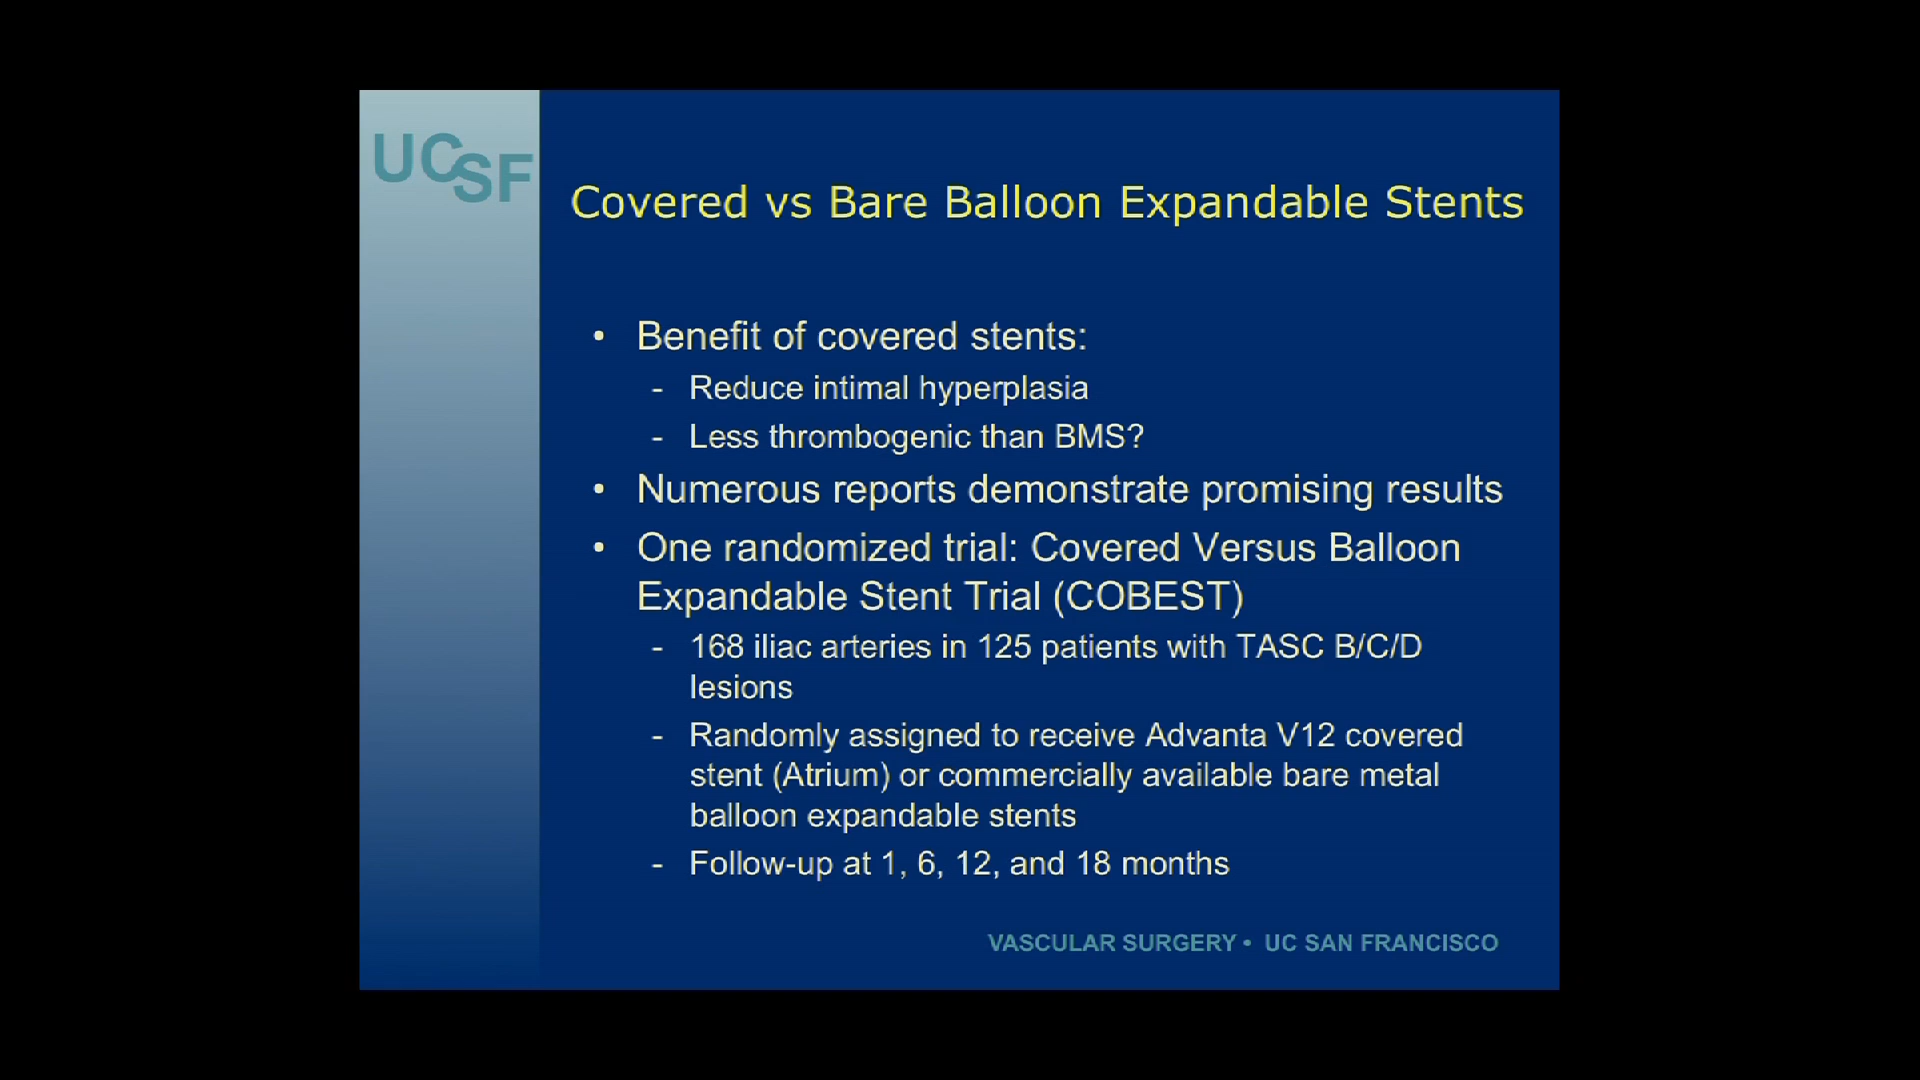 UCSF
Covered vs Bare Balloon Expandable Stents
• Benefit of covered stents:
- Reduce intimal hyperplasia
- Less thrombogenic than BMS?
• Numerous reports demonstrate promising results
• One randomized trial: Covered Versus Balloon
Expandable Stent Trial (COBEST)
- 168 iliac arteries in 125 patients with TASC B/C/D
lesions
- Randomly assigned to receive Advanta V12 covered
stent (Atrium) or commercially available bare metal
balloon expandable stents
- Follow-up at 1, 6, 12, and 18 months
VASCULAR SURGERY • UC SAN FRANCISCO